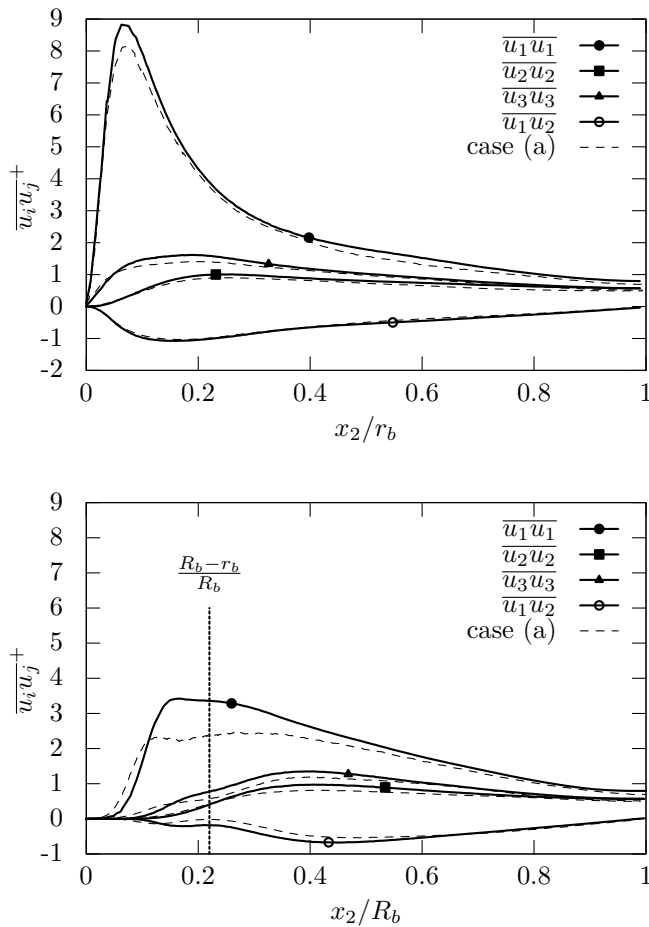 9
8
7
6
5
4
3
2
1
0
-1
-2
$\overline{u_i u_j}^+$
$\overline{u_1 u_1}$
$\overline{u_2 u_2}$
$\overline{u_3 u_3}$
$\overline{u_1 u_2}$
case (a)
0 0.2 0.4 0.6 0.8 1
$x_2/r_b$
9
8
7
6
5
4
3
2
1
0
-1
$\overline{u_i u_j}^+$
$\frac{R_b-r_b}{R_b}$
$\overline{u_1 u_1}$
$\overline{u_2 u_2}$
$\overline{u_3 u_3}$
$\overline{u_1 u_2}$
case (a)
0 0.2 0.4 0.6 0.8 1
$x_2/R_b$